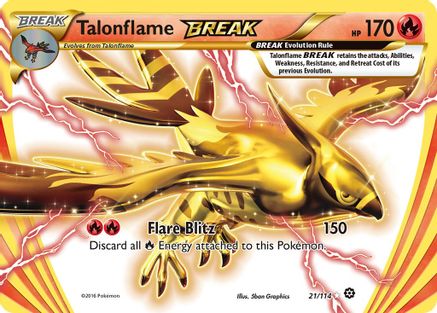 BREAK
Talonflame BREAK HP 170
Evolves from Talonflame
BREAK Evolution Rule
Talonflame BREAK retains the attacks, Abilities,
Weakness, Resistance, and Retreat Cost of its
previous Evolution.
Flare Blitz 150
Discard all Energy attached to this Pokémon.
©2016 Pokémon
Illus. 5ban Graphics
21/114